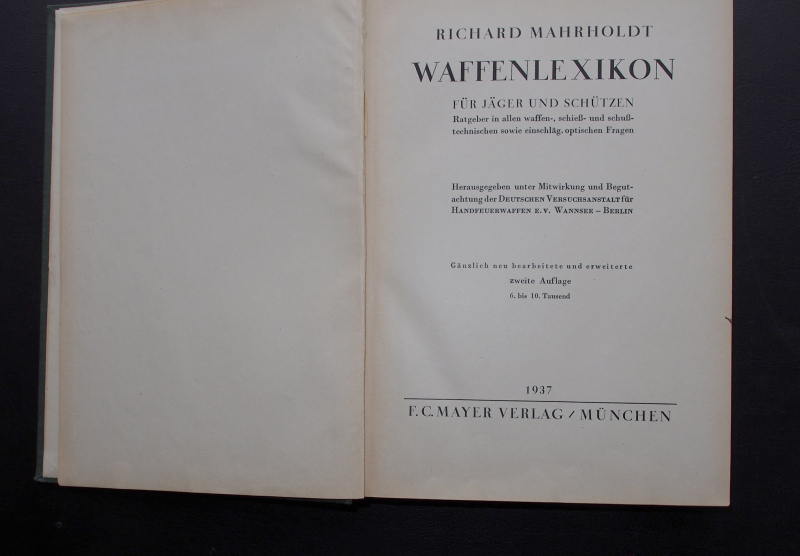 RICHARD MAHRHOLDT
WAFFENLEXIKON
FÜR JÄGER UND SCHÜTZEN
Ratgeber in allen waffen-, schieß- und schuß-
technischen sowie einschläg. optischen Fragen
Herausgegeben unter Mitwirkung und Begut-
achtung der DEUTSCHEN VERSUCHSANSTALT für
HANDFEUERWAFFEN E.V. WANNSEE – BERLIN
Gänzlich neu bearbeitete und erweiterte
zweite Auflage
6. bis 10. Tausend
1937
F. C. MAYER VERLAG / MÜNCHEN